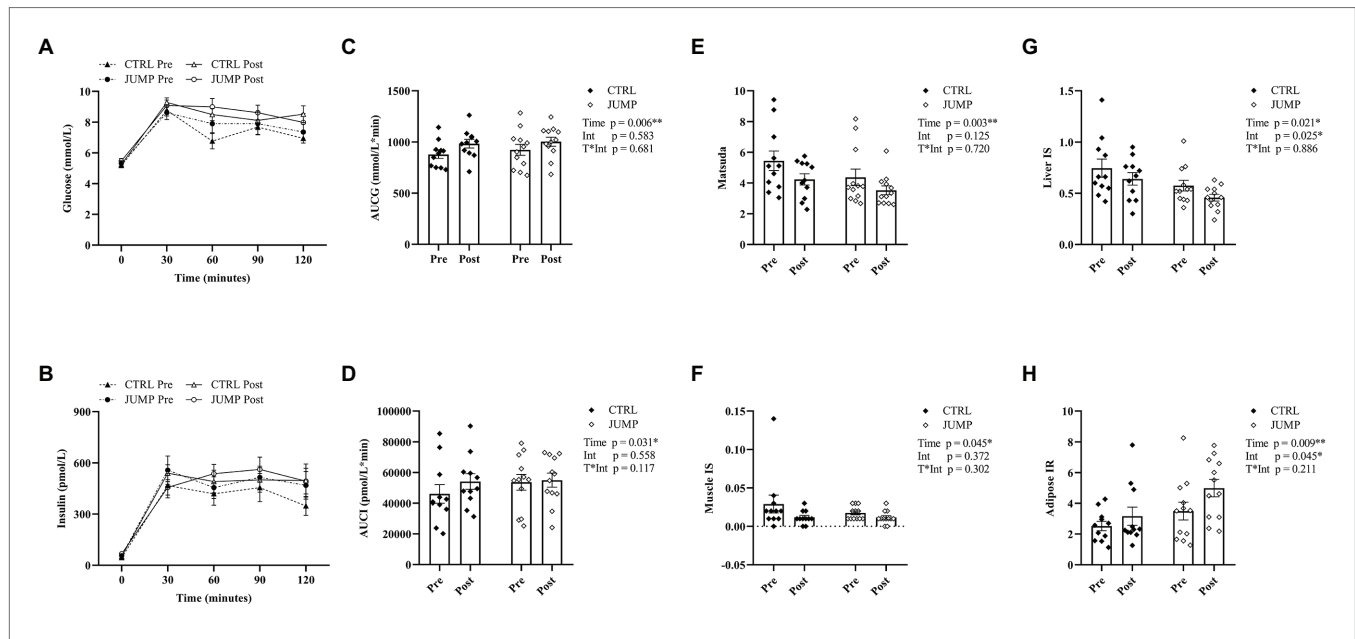 A
CTRL Pre
CTRL Post
JUMP Pre
JUMP Post
Glucose (mmol/L)
10
8
6
4
2
0
0 30 60 90 120
Time (minutes)
C
AUCG (mmol/L*min)
1500
1000
500
0
Pre Post Pre Post
CTRL
JUMP
Time p = 0.006**
Int p = 0.583
T*Int p = 0.681
E
Matsuda
10
8
6
4
2
0
Pre Post Pre Post
CTRL
JUMP
Time p = 0.003**
Int p = 0.125
T*Int p = 0.720
G
Liver IS
1.5
1.0
0.5
0.0
Pre Post Pre Post
CTRL
JUMP
Time p = 0.021*
Int p = 0.025*
T*Int p = 0.886
B
CTRL Pre
CTRL Post
JUMP Pre
JUMP Post
Insulin (pmol/L)
900
600
300
0
0 30 60 90 120
Time (minutes)
D
AUCI (pmol/L*min)
100000
80000
60000
40000
20000
0
Pre Post Pre Post
CTRL
JUMP
Time p = 0.031*
Int p = 0.558
T*Int p = 0.117
F
Muscle IS
0.15
0.10
0.05
0.00
-0.05
Pre Post Pre Post
CTRL
JUMP
Time p = 0.045*
Int p = 0.372
T*Int p = 0.302
H
Adipose IR
10
8
6
4
2
0
Pre Post Pre Post
CTRL
JUMP
Time p = 0.009**
Int p = 0.045*
T*Int p = 0.211